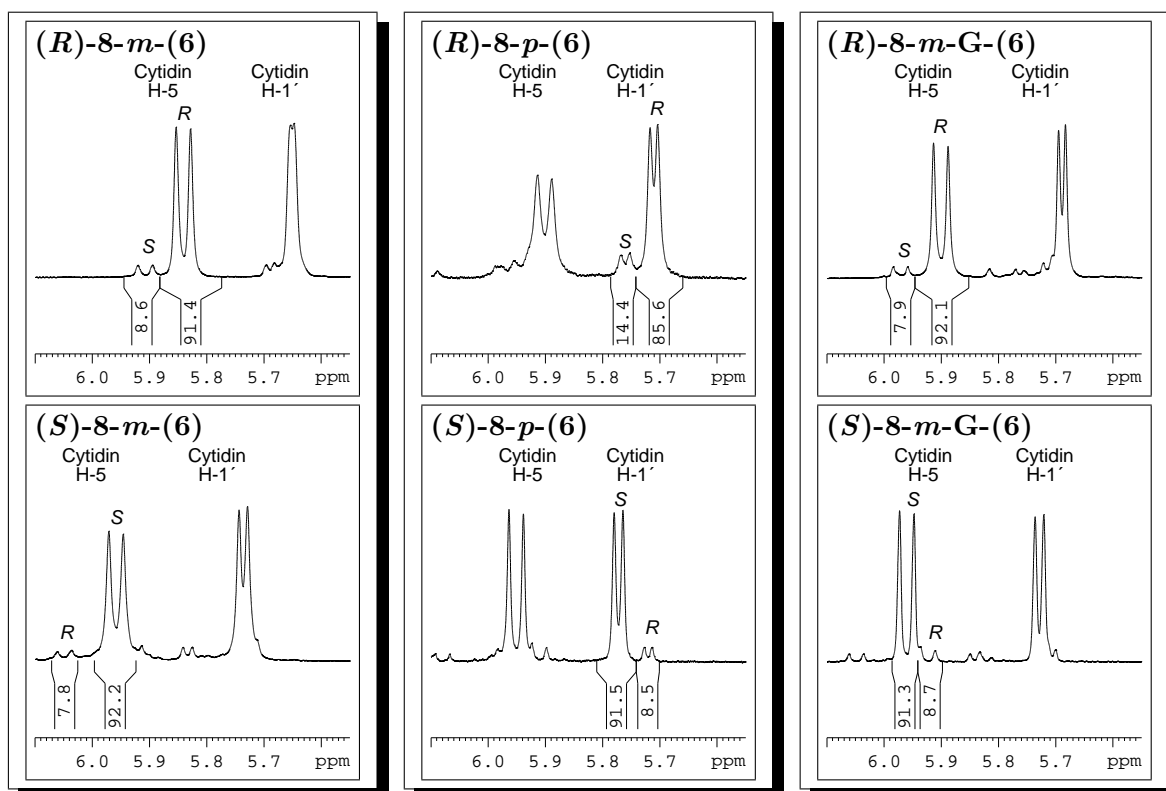 (R)-8-m-(6)
Cytidin
H-5
Cytidin
H-1´
R
S
8.6
91.4
6.0 5.9 5.8 5.7 ppm
(R)-8-p-(6)
Cytidin
H-5
Cytidin
H-1´
R
S
14.4
85.6
6.0 5.9 5.8 5.7 ppm
(R)-8-m-G-(6)
Cytidin
H-5
Cytidin
H-1´
R
S
7.9
92.1
6.0 5.9 5.8 5.7 ppm
(S)-8-m-(6)
Cytidin
H-5
Cytidin
H-1´
S
R
7.8
92.2
6.0 5.9 5.8 5.7 ppm
(S)-8-p-(6)
Cytidin
H-5
Cytidin
H-1´
S
R
91.5
8.5
6.0 5.9 5.8 5.7 ppm
(S)-8-m-G-(6)
Cytidin
H-5
Cytidin
H-1´
S
R
91.3
8.7
6.0 5.9 5.8 5.7 ppm